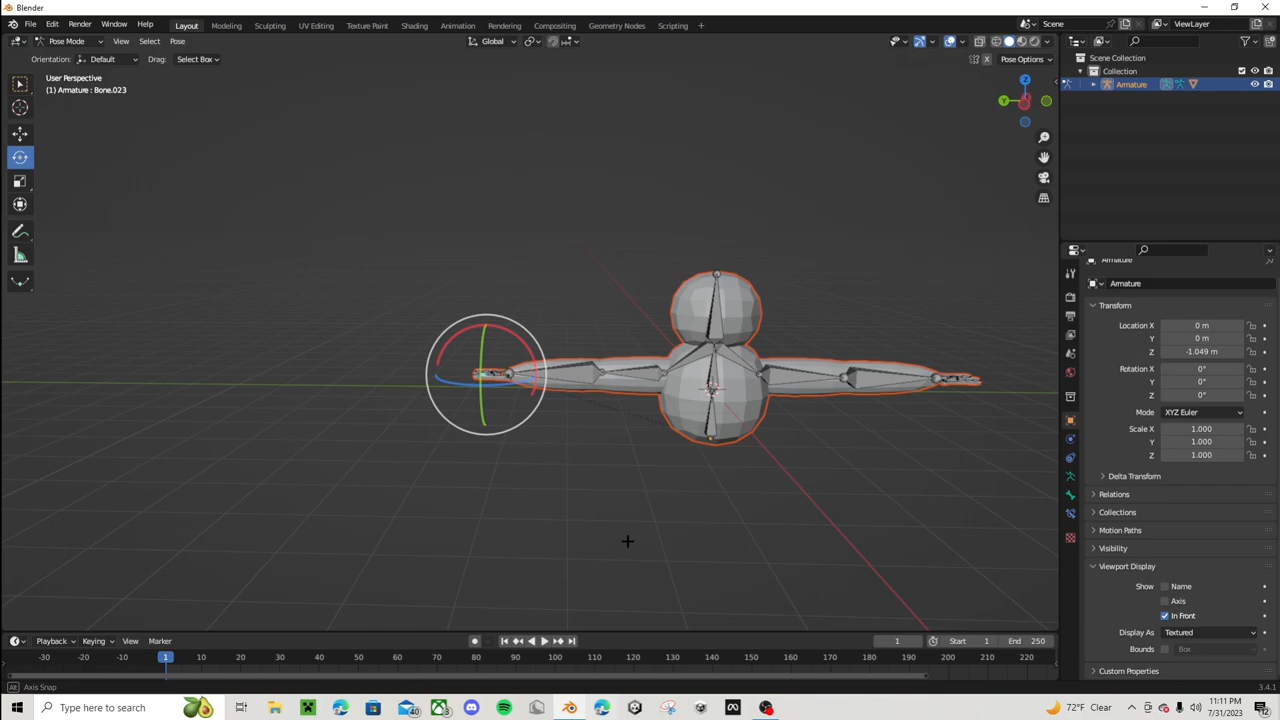 Blender
File Edit Render Window Help Layout Modeling Sculpting UV Editing Texture Paint Shading Animation Rendering Compositing Geometry Nodes Scripting + Scene ViewLayer
Pose Mode View Select Pose Global
Orientation: Default Drag: Select Box X Pose Options
User Perspective
(1) Armature : Bone.023
Z
Y
Scene Collection
Collection
Armature
Armature
Armature
Transform
Location X 0 m
Y 0 m
Z -1.049 m
Rotation X 0°
Y 0°
Z 0°
Mode XYZ Euler
Scale X 1.000
Y 1.000
Z 1.000
Delta Transform
Relations
Collections
Motion Paths
Visibility
Viewport Display
Show Name
Axis
In Front
Display As Textured
Bounds Box
Custom Properties
Playback Keying View Marker 1 Start 1 End 250
-30 -20 -10 1 10 20 30 40 50 60 70 80 90 100 110 120 130 140 150 160 170 180 190 200 210 220
Alt Axis Snap 3.4.1
Type here to search 40 3 72°F Clear 11:11 PM
7/31/2023 12